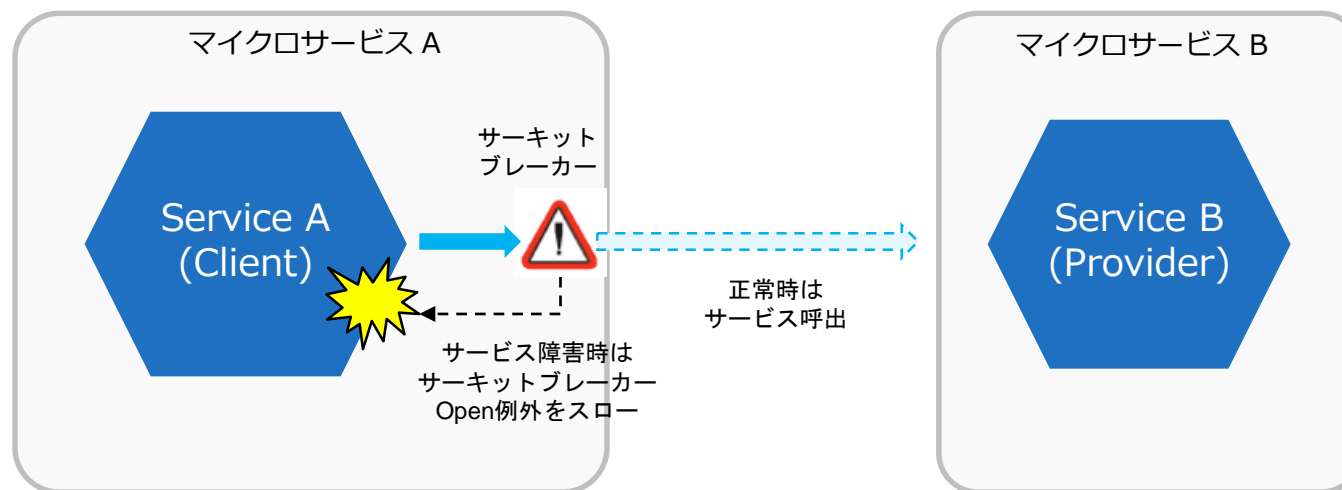 マイクロサービス A
マイクロサービス B
サーキット
ブレーカー
Service A
(Client)
Service B
(Provider)
正常時は
サービス呼出
サービス障害時は
サーキットブレーカー
Open例外をスロー